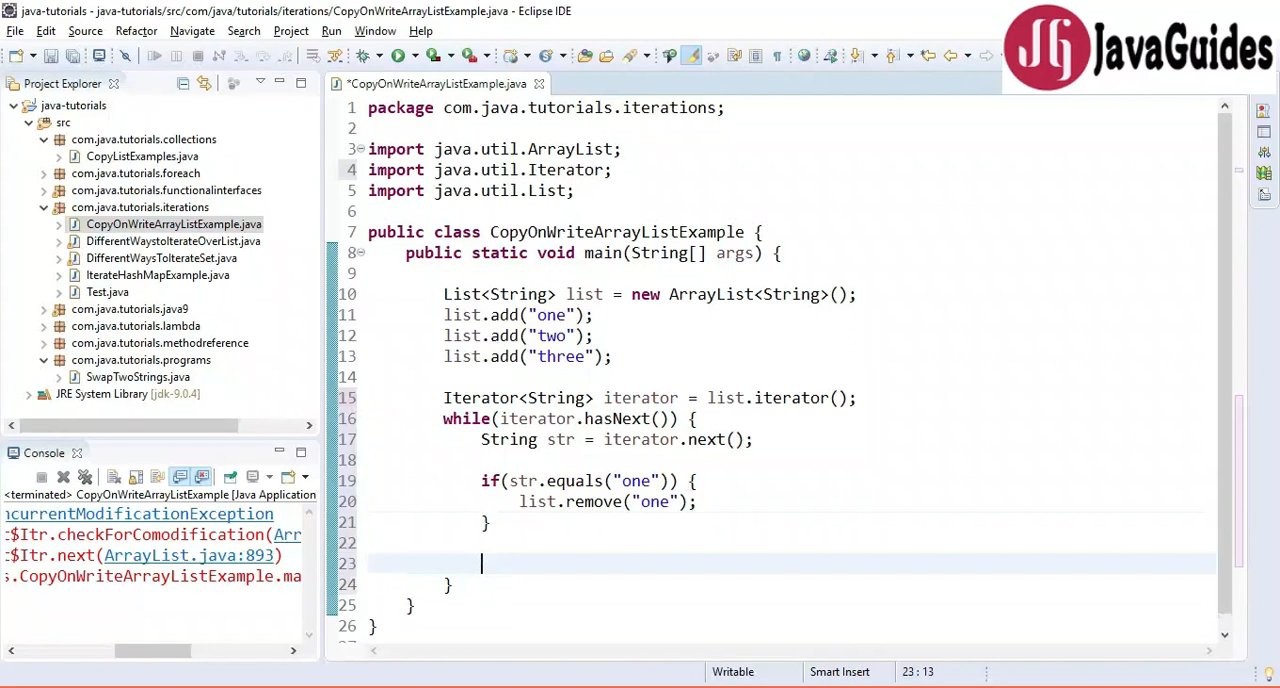 java-tutorials - java-tutorials/src/com/java/tutorials/iterations/CopyOnWriteArrayListExample.java - Eclipse IDE
File Edit Source Refactor Navigate Search Project Run Window Help
JG JavaGuides
Project Explorer
java-tutorials
src
com.java.tutorials.collections
CopyListExamples.java
com.java.tutorials.foreach
com.java.tutorials.functionalinterfaces
com.java.tutorials.iterations
CopyOnWriteArrayListExample.java
DifferentWaystoIterateOverList.java
DifferentWaysToIterateSet.java
IterateHashMapExample.java
Test.java
com.java.tutorials.java9
com.java.tutorials.lambda
com.java.tutorials.methodreference
com.java.tutorials.programs
SwapTwoStrings.java
JRE System Library [jdk-9.0.4]
Console
<terminated> CopyOnWriteArrayListExample [Java Application
ncurrentModificationException
t$Itr.checkForComodification(Arr
t$Itr.next(ArrayList.java:893)
s.CopyOnWriteArrayListExample.ma
*CopyOnWriteArrayListExample.java
1 package com.java.tutorials.iterations;
2
3 import java.util.ArrayList;
4 import java.util.Iterator;
5 import java.util.List;
6
7 public class CopyOnWriteArrayListExample {
8 public static void main(String[] args) {
9
10 List<String> list = new ArrayList<String>();
11 list.add("one");
12 list.add("two");
13 list.add("three");
14
15 Iterator<String> iterator = list.iterator();
16 while(iterator.hasNext()) {
17 String str = iterator.next();
18
19 if(str.equals("one")) {
20 list.remove("one");
21 }
22
23
24 }
25 }
26 }
Writable Smart Insert 23 : 13